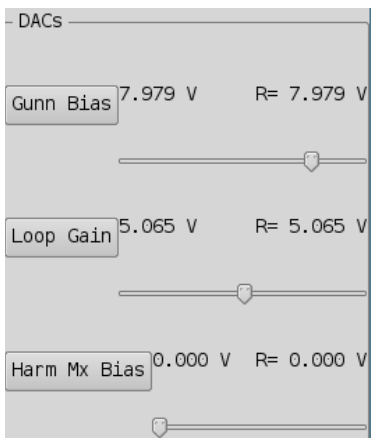 DACs
Gunn Bias 7.979 V R= 7.979 V
Loop Gain 5.065 V R= 5.065 V
Harm Mx Bias 0.000 V R= 0.000 V